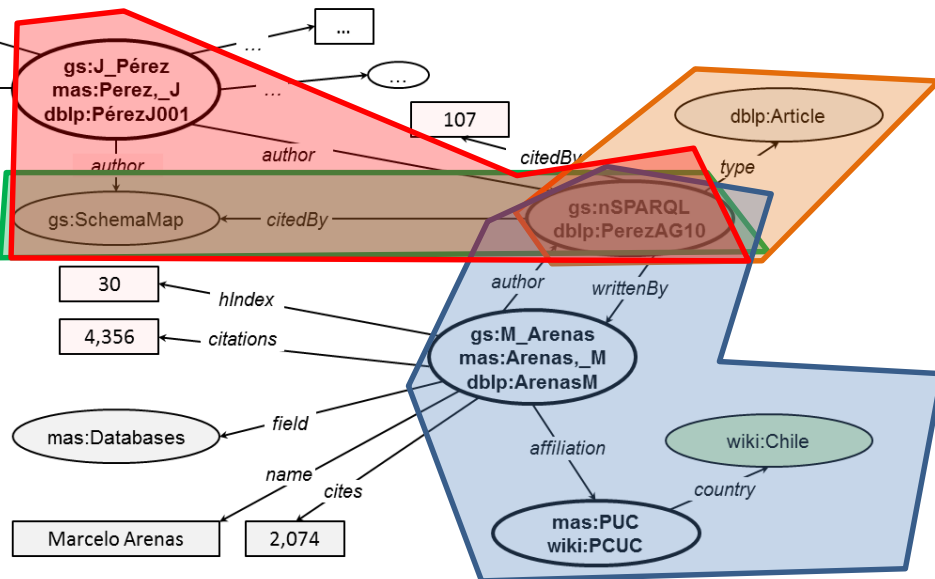 ...
...
...
...
gs:J_Pérez
mas:Perez,_J
dblp:PérezJ001
107
dblp:Article
author
author
citedBy
type
gs:SchemaMap
citedBy
gs:nSPARQL
dblp:PerezAG10
30
hIndex
author
writtenBy
4,356
citations
gs:M_Arenas
mas:Arenas,_M
dblp:ArenasM
mas:Databases
field
affiliation
wiki:Chile
name
cites
country
Marcelo Arenas
2,074
mas:PUC
wiki:PCUC